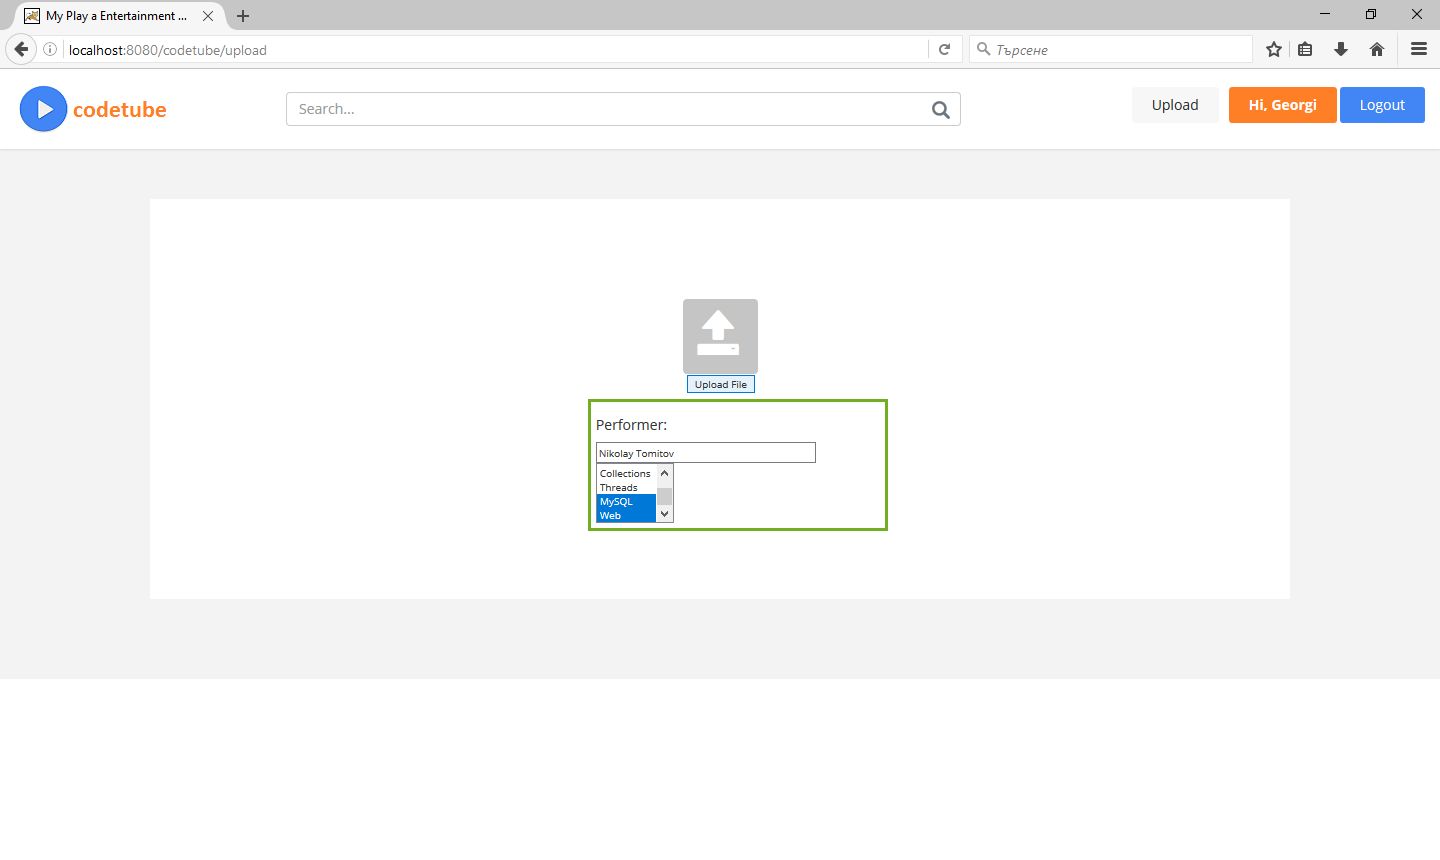 My Play a Entertainment ...
localhost:8080/codetube/upload
Търсене
codetube
Search...
Upload
Hi, Georgi
Logout
Upload File
Performer:
Nikolay Tomitov
Collections
Threads
MySQL
Web